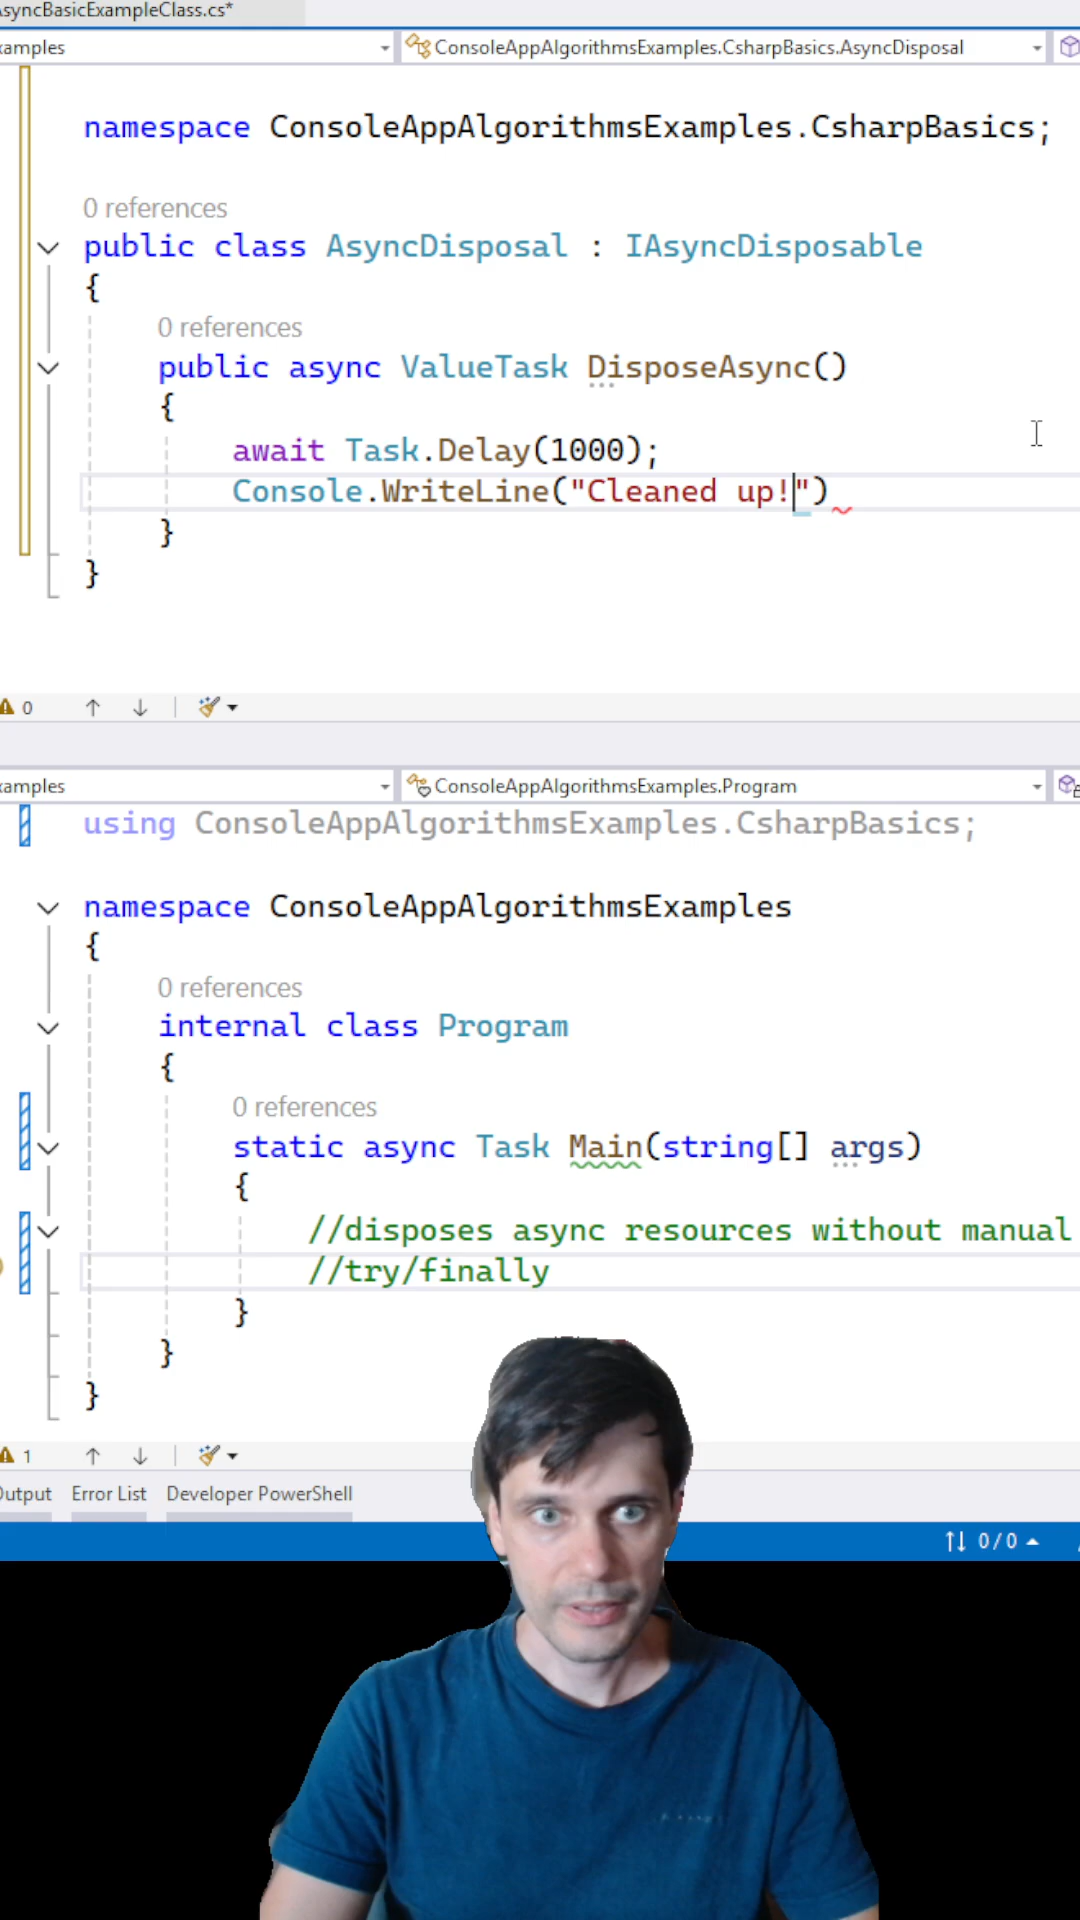 syncBasicExampleClass.cs*
amples
ConsoleAppAlgorithmsExamples.CsharpBasics.AsyncDisposal
namespace ConsoleAppAlgorithmsExamples.CsharpBasics;
0 references
public class AsyncDisposal : IAsyncDisposable
{
0 references
public async ValueTask DisposeAsync()
{
await Task.Delay(1000);
Console.WriteLine("Cleaned up!")
}
}
0
amples
ConsoleAppAlgorithmsExamples.Program
using ConsoleAppAlgorithmsExamples.CsharpBasics;
namespace ConsoleAppAlgorithmsExamples
{
0 references
internal class Program
{
0 references
static async Task Main(string[] args)
{
//disposes async resources without manual
//try/finally
}
}
}
1
Output Error List Developer PowerShell
0/0